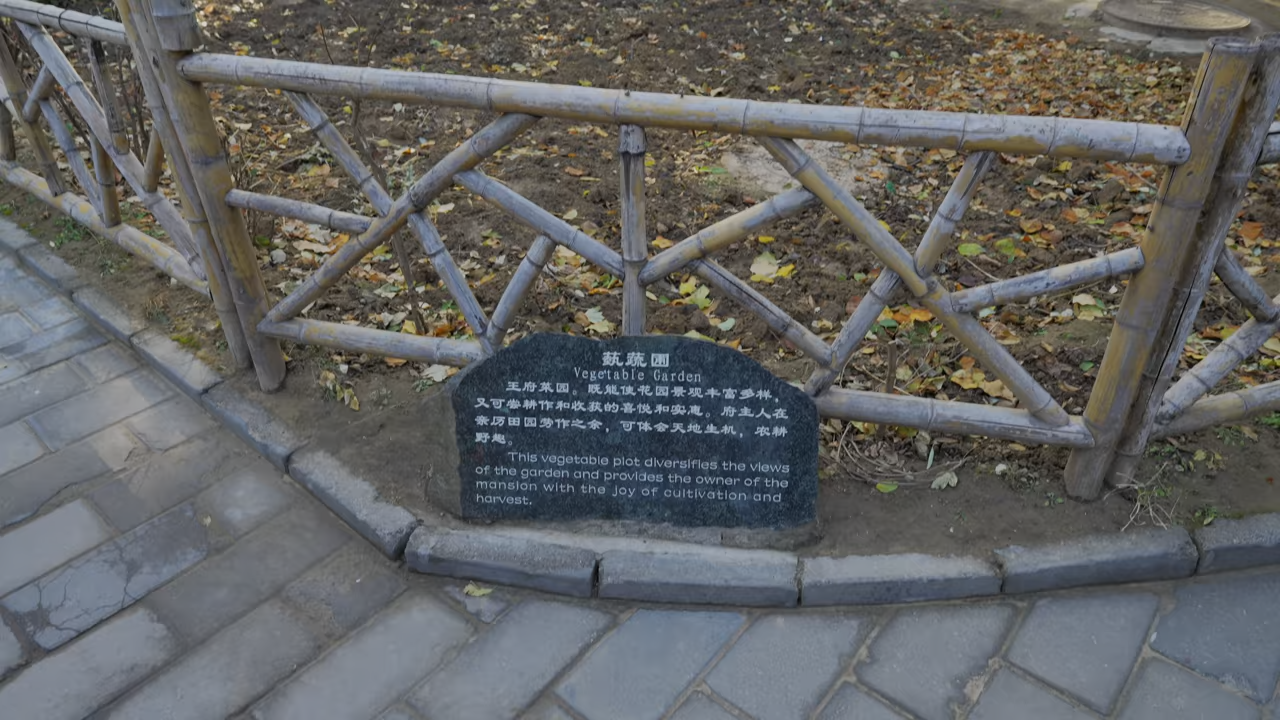 蓺蔬圃
Vegetable Garden
王府菜园。既能使花园景观丰富多样，
又可尝耕作和收获的喜悦和实惠。府主人在
亲历田园劳作之余，可体会天地生机，农耕
野趣。
This vegetable plot diversifies the views
of the garden and provides the owner of the
mansion with the joy of cultivation and
harvest.